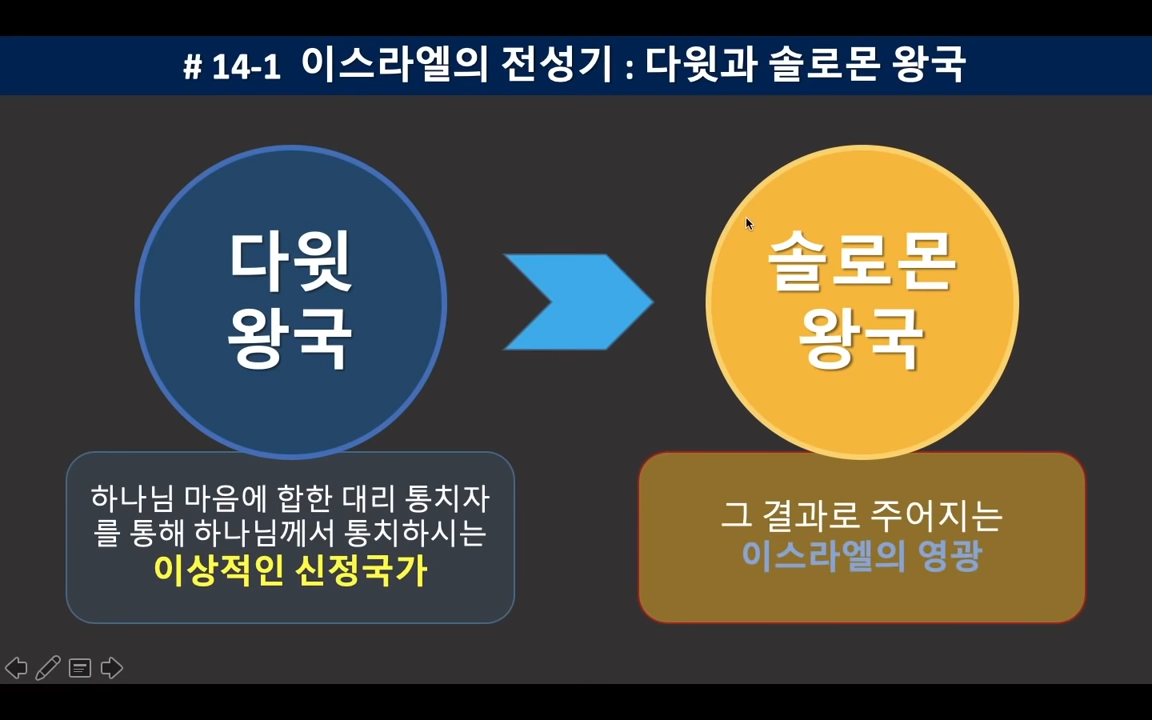 # 14-1 이스라엘의 전성기 : 다윗과 솔로몬 왕국
다윗
왕국
하나님 마음에 합한 대리 통치자
를 통해 하나님께서 통치하시는
이상적인 신정국가
솔로몬
왕국
그 결과로 주어지는
이스라엘의 영광